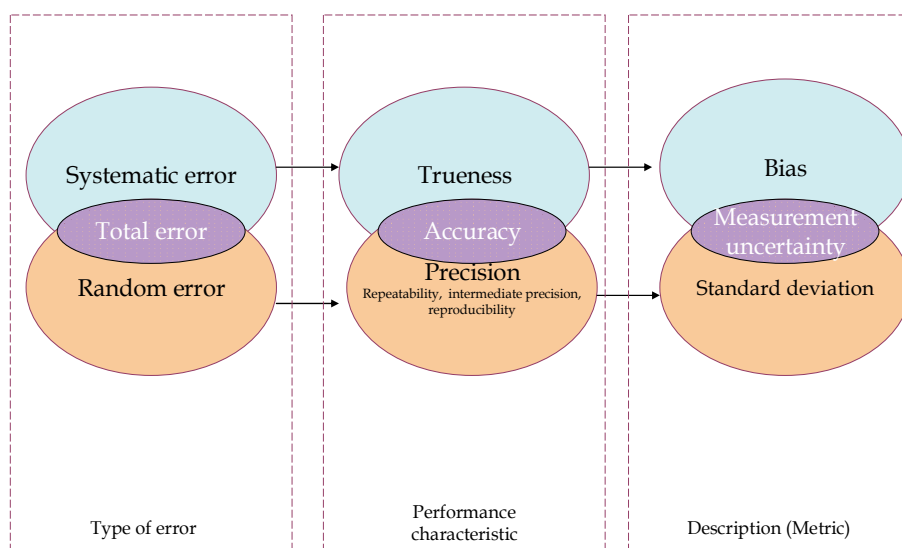 Systematic error
Total error
Random error
Type of error
Trueness
Accuracy
Precision
Repeatability, intermediate precision,
reproducibility
Performance
characteristic
Bias
Measurement
uncertainty
Standard deviation
Description (Metric)